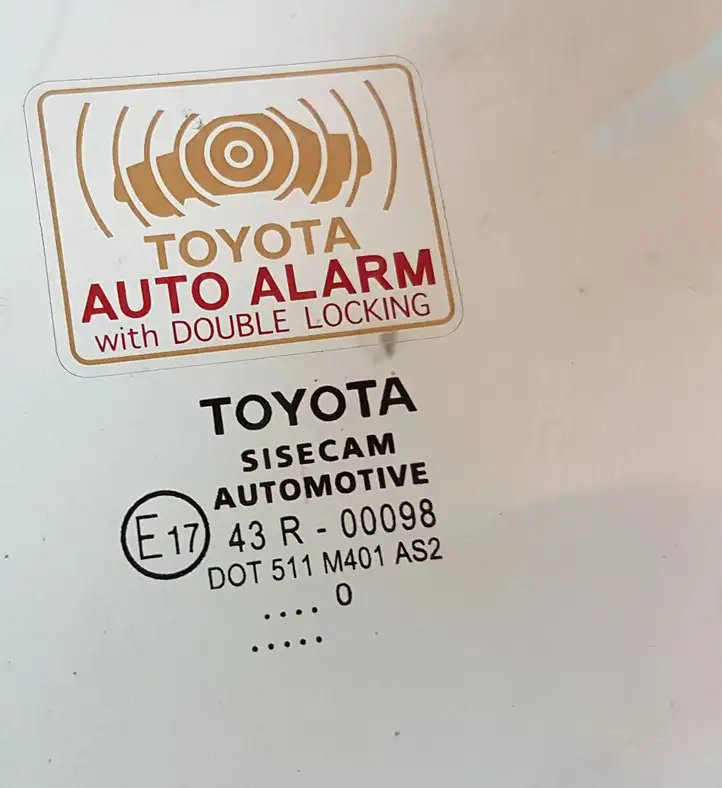 TOYOTA
AUTO ALARM
with DOUBLE LOCKING
TOYOTA
SISECAM
AUTOMOTIVE
E17 43 R - 00098
DOT 511 M401 AS2
.... 0
.....